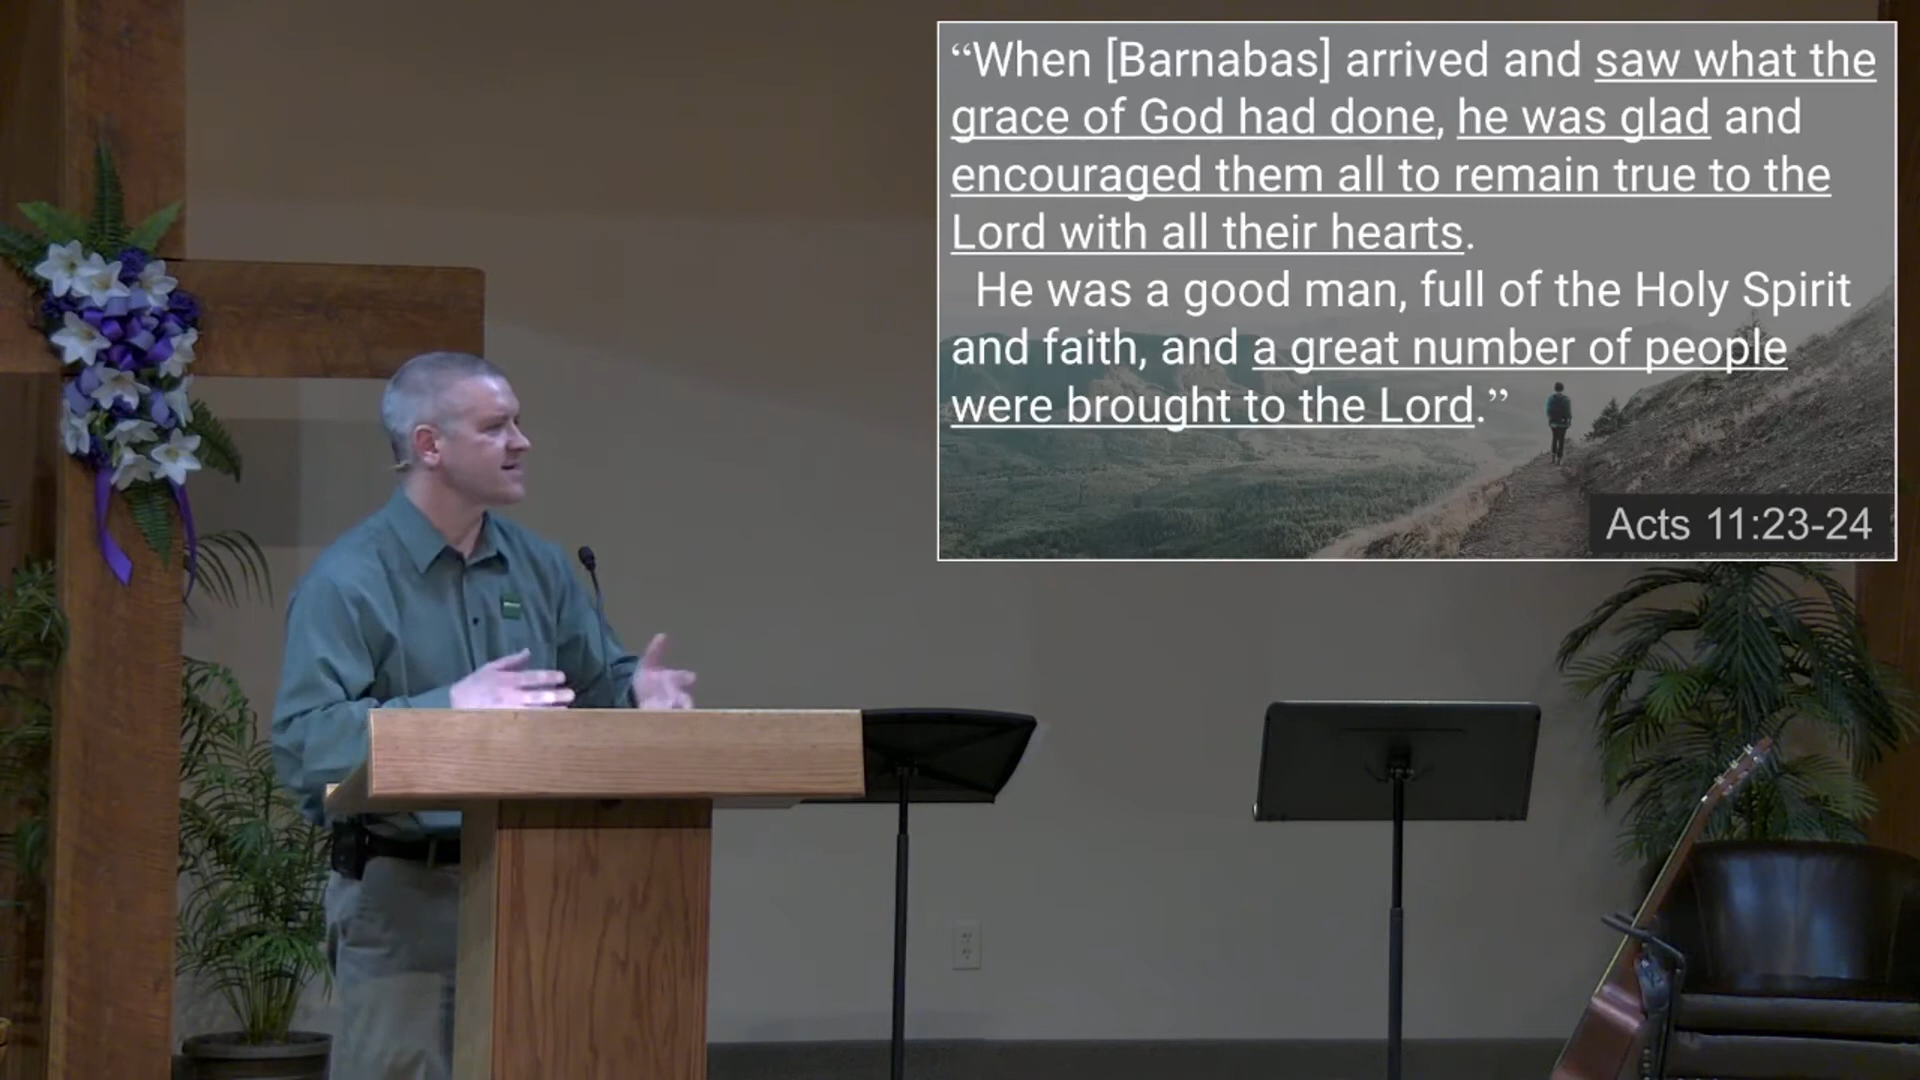 “When [Barnabas] arrived and saw what the
grace of God had done, he was glad and
encouraged them all to remain true to the
Lord with all their hearts.
He was a good man, full of the Holy Spirit
and faith, and a great number of people
were brought to the Lord.”
Acts 11:23-24